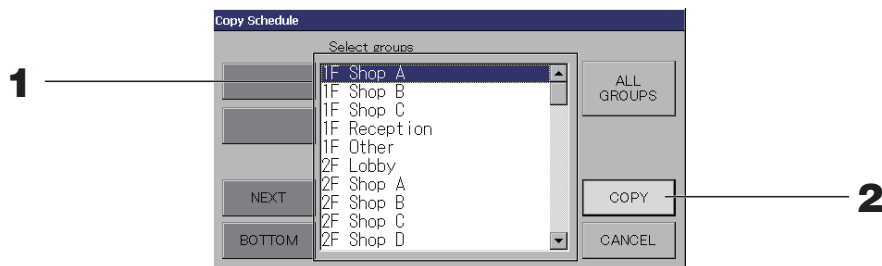 Copy Schedule
Select groups
1
1F Shop A
1F Shop B
1F Shop C
1F Reception
1F Other
2F Lobby
2F Shop A
2F Shop B
2F Shop C
2F Shop D
ALL
GROUPS
NEXT
BOTTOM
COPY
2
CANCEL